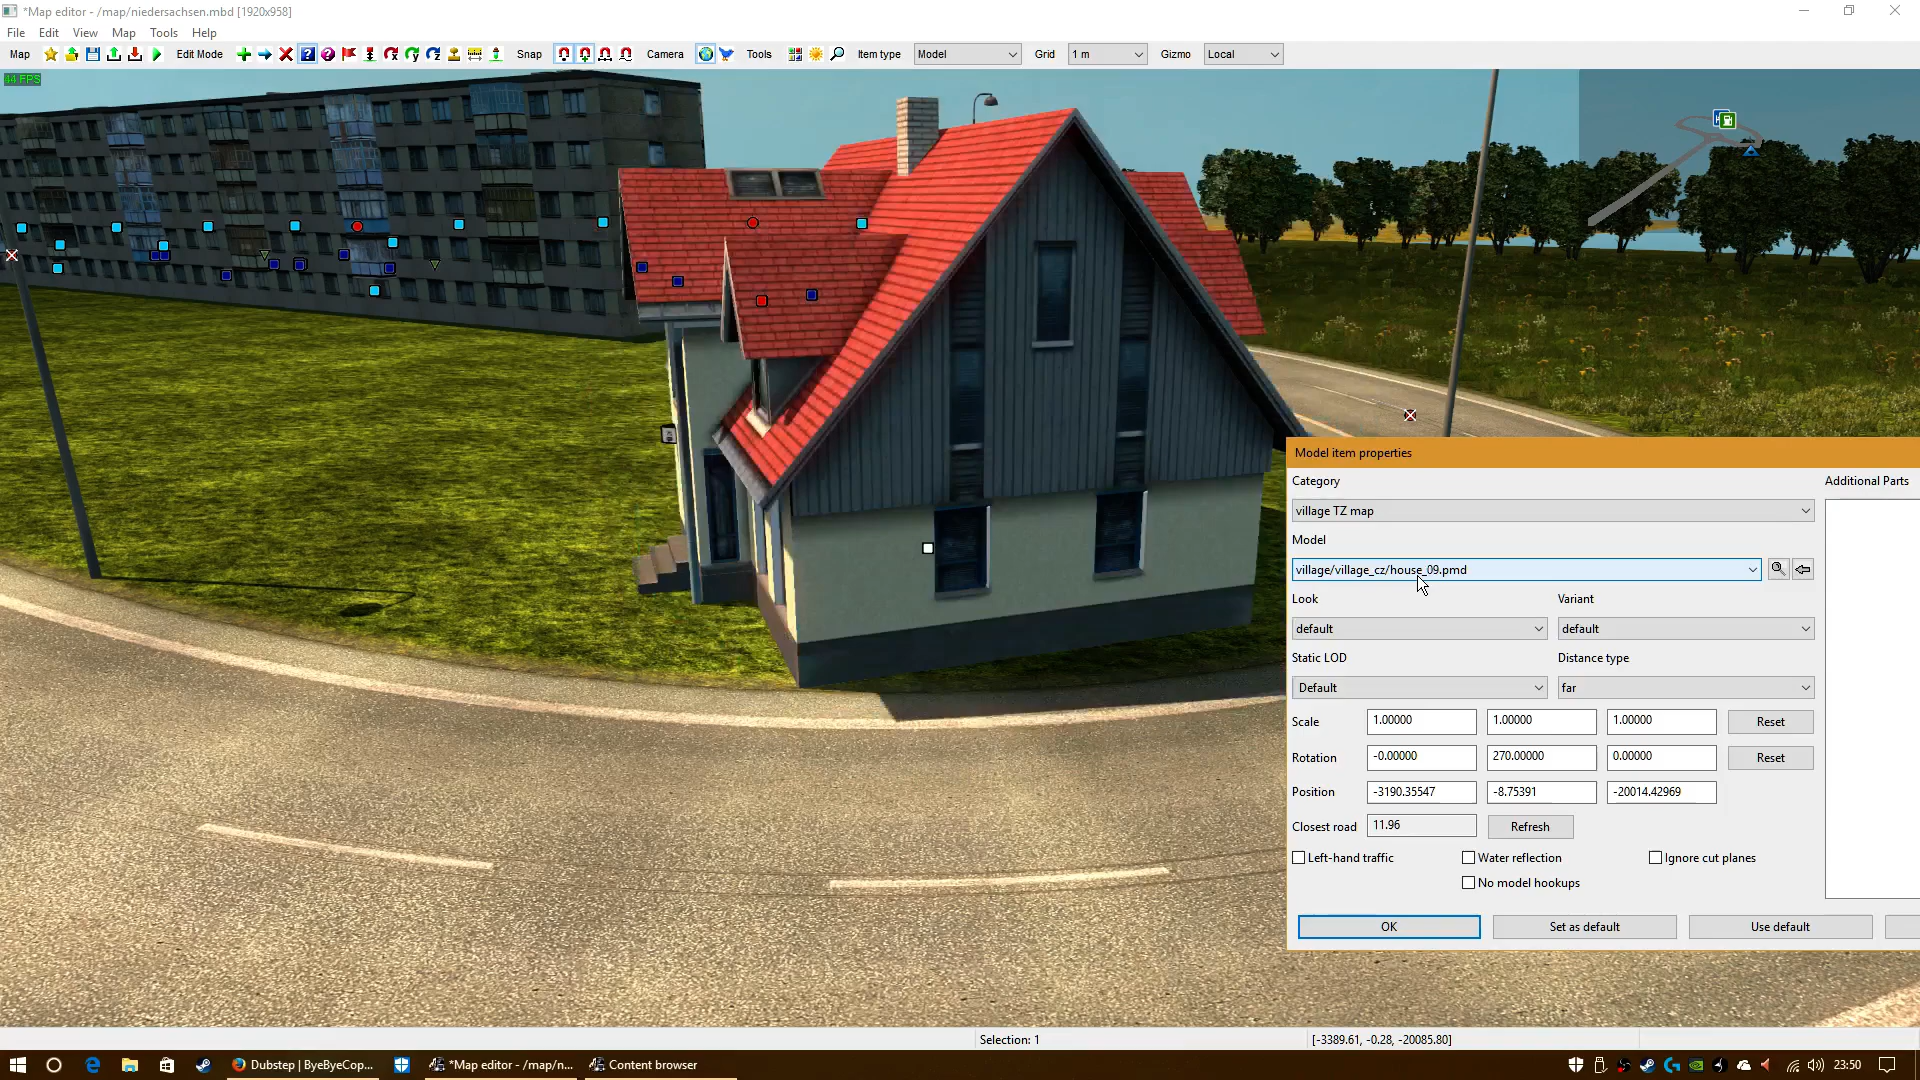 *Map editor - /map/niedersachsen.mbd [1920x958]
File Edit View Map Tools Help
Map Edit Mode Snap Camera Tools Item type Model Grid 1 m Gizmo Local
44 FPS
Model item properties
Category Additional Parts
village TZ map
Model
village/village_cz/house_09.pmd
Look Variant
default default
Static LOD Distance type
Default far
Scale 1.00000 1.00000 1.00000 Reset
Rotation -0.00000 270.00000 0.00000 Reset
Position -3190.35547 -8.75391 -20014.42969
Closest road 11.96 Refresh
Left-hand traffic Water reflection Ignore cut planes
No model hookups
OK Set as default Use default
Selection: 1 [-3389.61, -0.28, -20085.80]
Dubstep | ByeByeCop... *Map editor - /map/n... Content browser 23:50